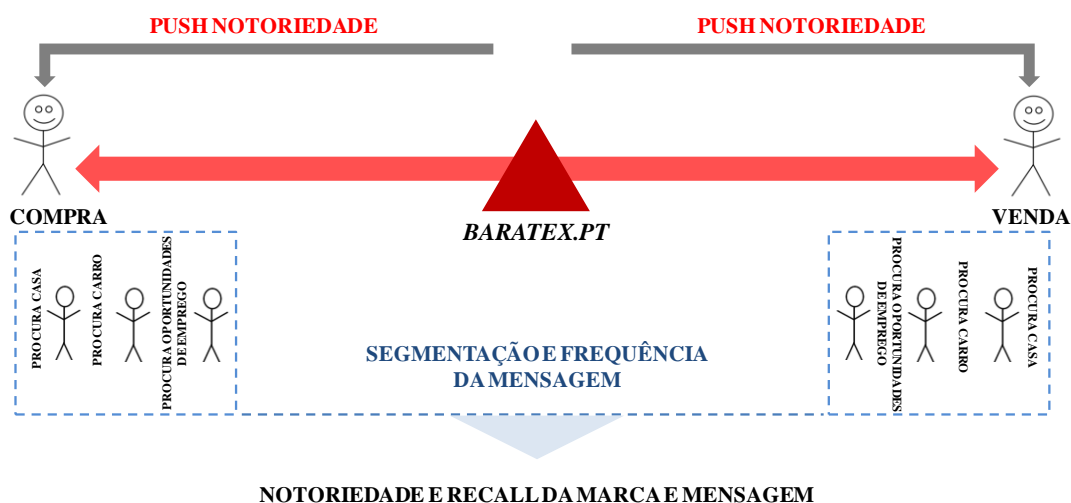 PUSH NOTORIEDADE
PUSH NOTORIEDADE
COMPRA
VENDA
BARATEX.PT
PROCURA CASA
PROCURA CARRO
PROCURA OPORTUNIDADES
DE EMPREGO
PROCURA OPORTUNIDADES
DE EMPREGO
PROCURA CARRO
PROCURA CASA
SEGMENTAÇÃO E FREQUÊNCIA
DA MENSAGEM
NOTORIEDADE E RECALL DA MARCA E MENSAGEM